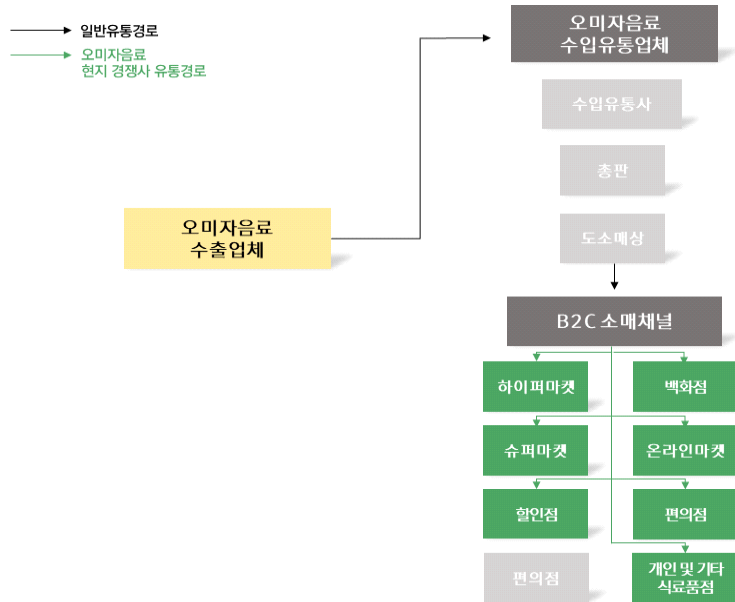 일반유통경로
오미자음료
현지 경쟁사 유통경로
오미자음료
수입유통업체
수입유통사
총판
오미자음료
수출업체
도소매상
B2C 소매채널
하이퍼마켓
백화점
슈퍼마켓
온라인마켓
할인점
편의점
편의점
개인 및 기타
식료품점